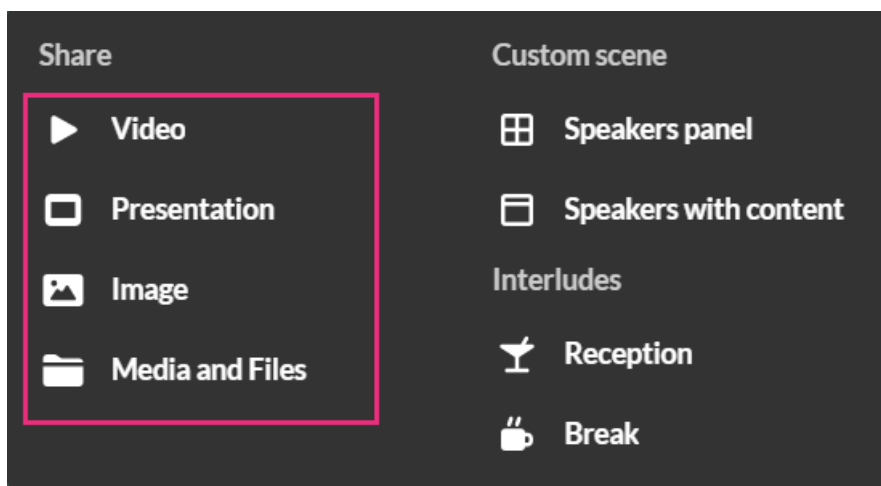 Share
Video
Presentation
Image
Media and Files
Custom scene
Speakers panel
Speakers with content
Interludes
Reception
Break